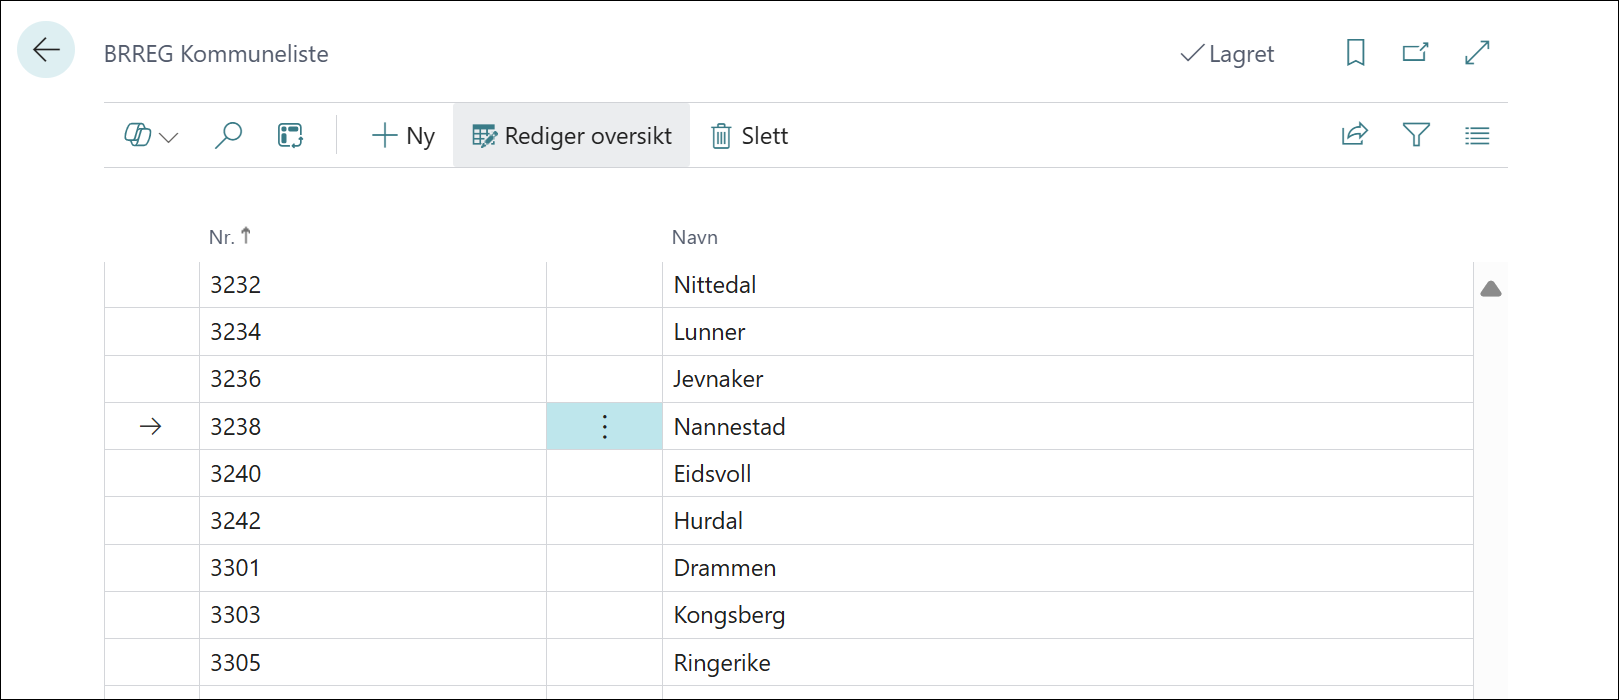 BRREG Kommuneliste
Lagret
Ny
Rediger oversikt
Slett
Nr. Navn
3232 Nittedal
3234 Lunner
3236 Jevnaker
3238 Nannestad
3240 Eidsvoll
3242 Hurdal
3301 Drammen
3303 Kongsberg
3305 Ringerike